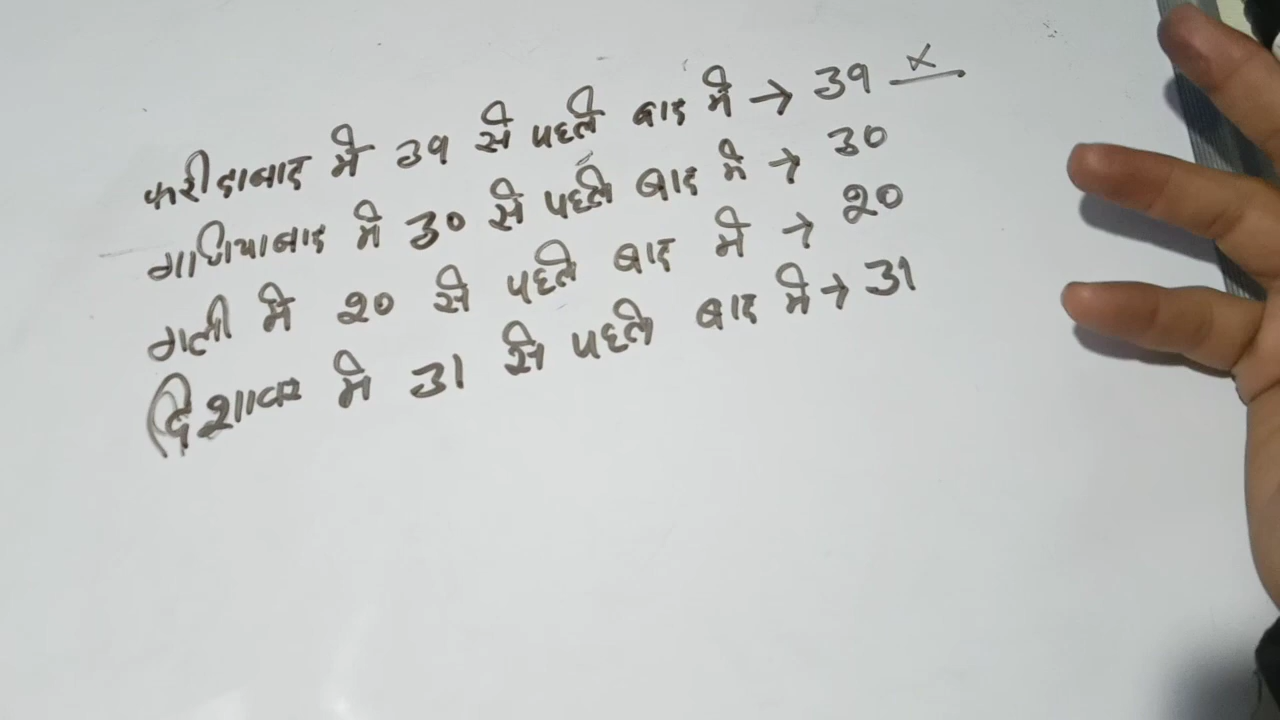 फरीदाबाद में 39 से पहले बाद में → 39 ×
गाजियाबाद में 30 से पहले बाद में → 30
गली में 20 से पहले बाद में → 20
दिशावर में 31 से पहले बाद में → 31